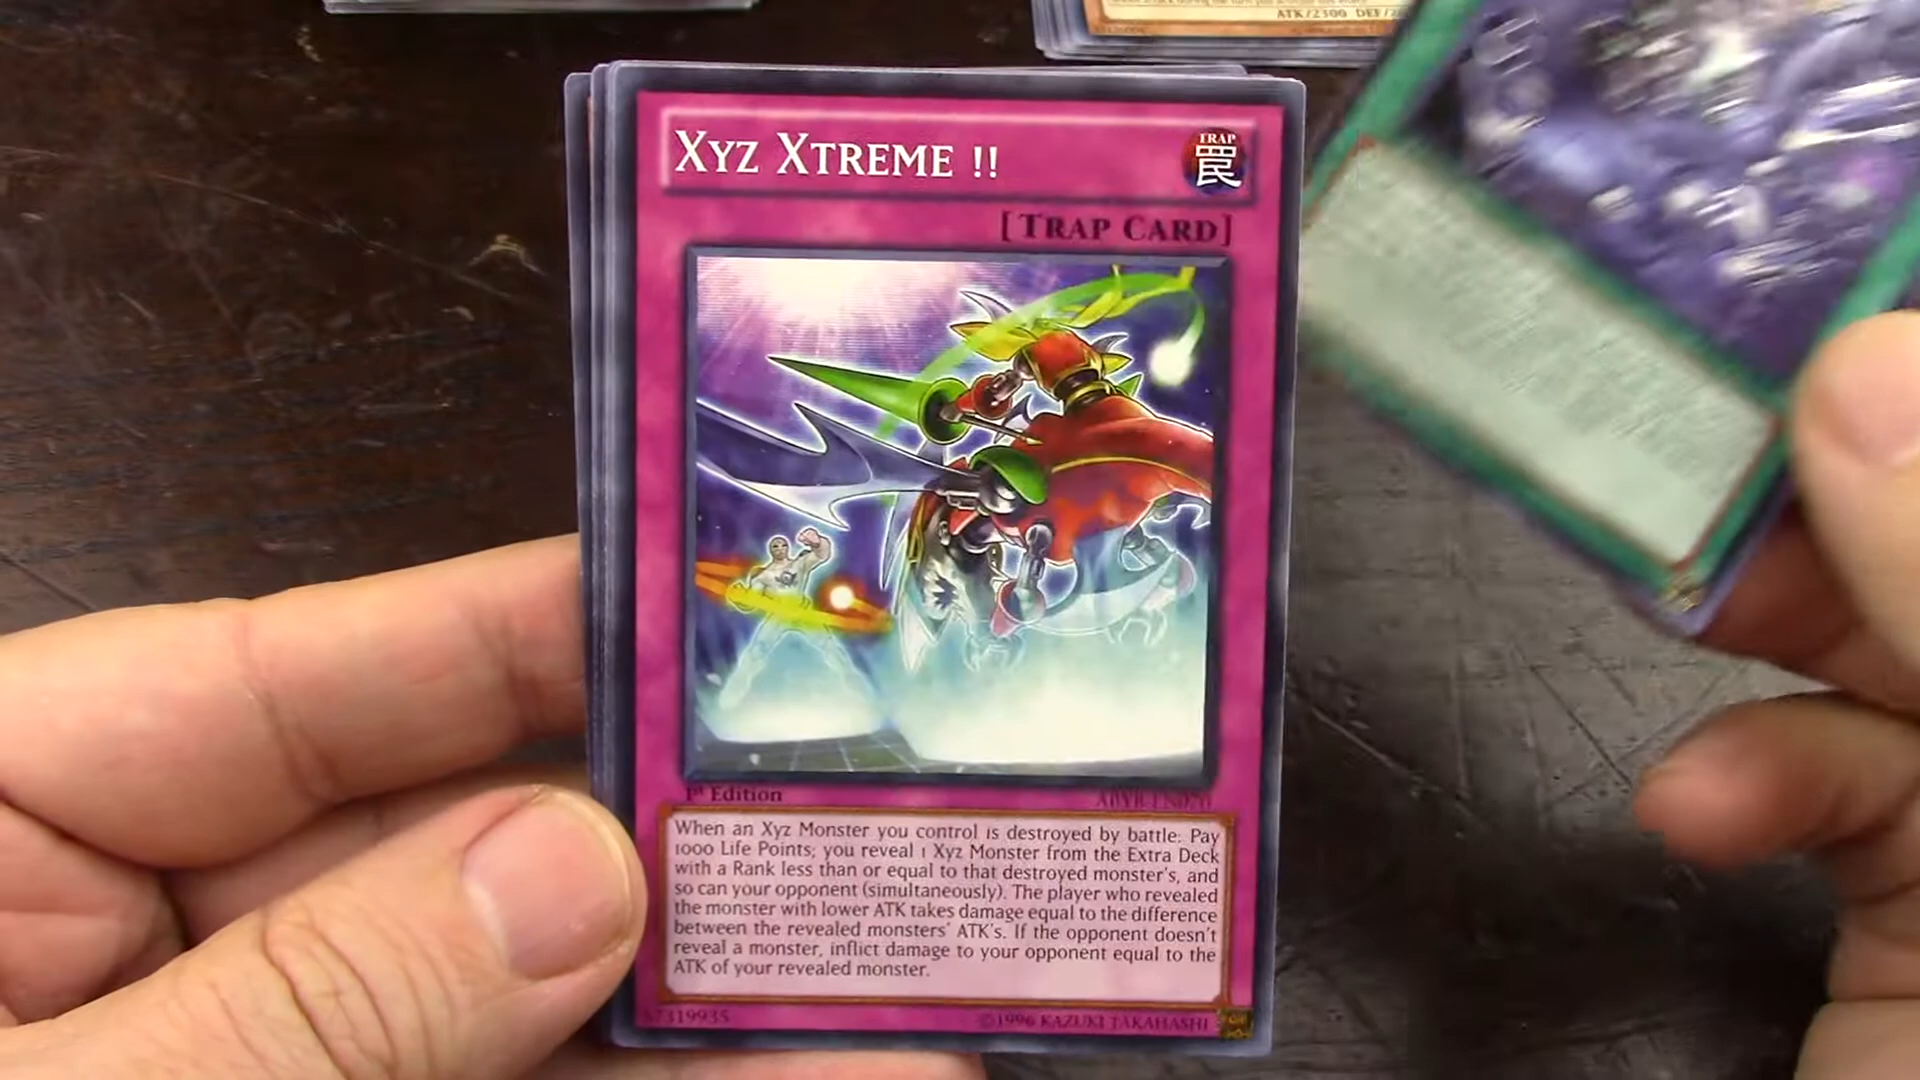 ATK/2300 DEF/2
XYZ XTREME !!
TRAP
罠
[TRAP CARD]
1st Edition
When an Xyz Monster you control is destroyed by battle: Pay
1000 Life Points; you reveal 1 Xyz Monster from the Extra Deck
with a Rank less than or equal to that destroyed monster's, and
so can your opponent (simultaneously). The player who revealed
the monster with lower ATK takes damage equal to the difference
between the revealed monsters' ATK's. If the opponent doesn't
reveal a monster, inflict damage to your opponent equal to the
ATK of your revealed monster.
57319935
©1996 KAZUKI TAKAHASHI